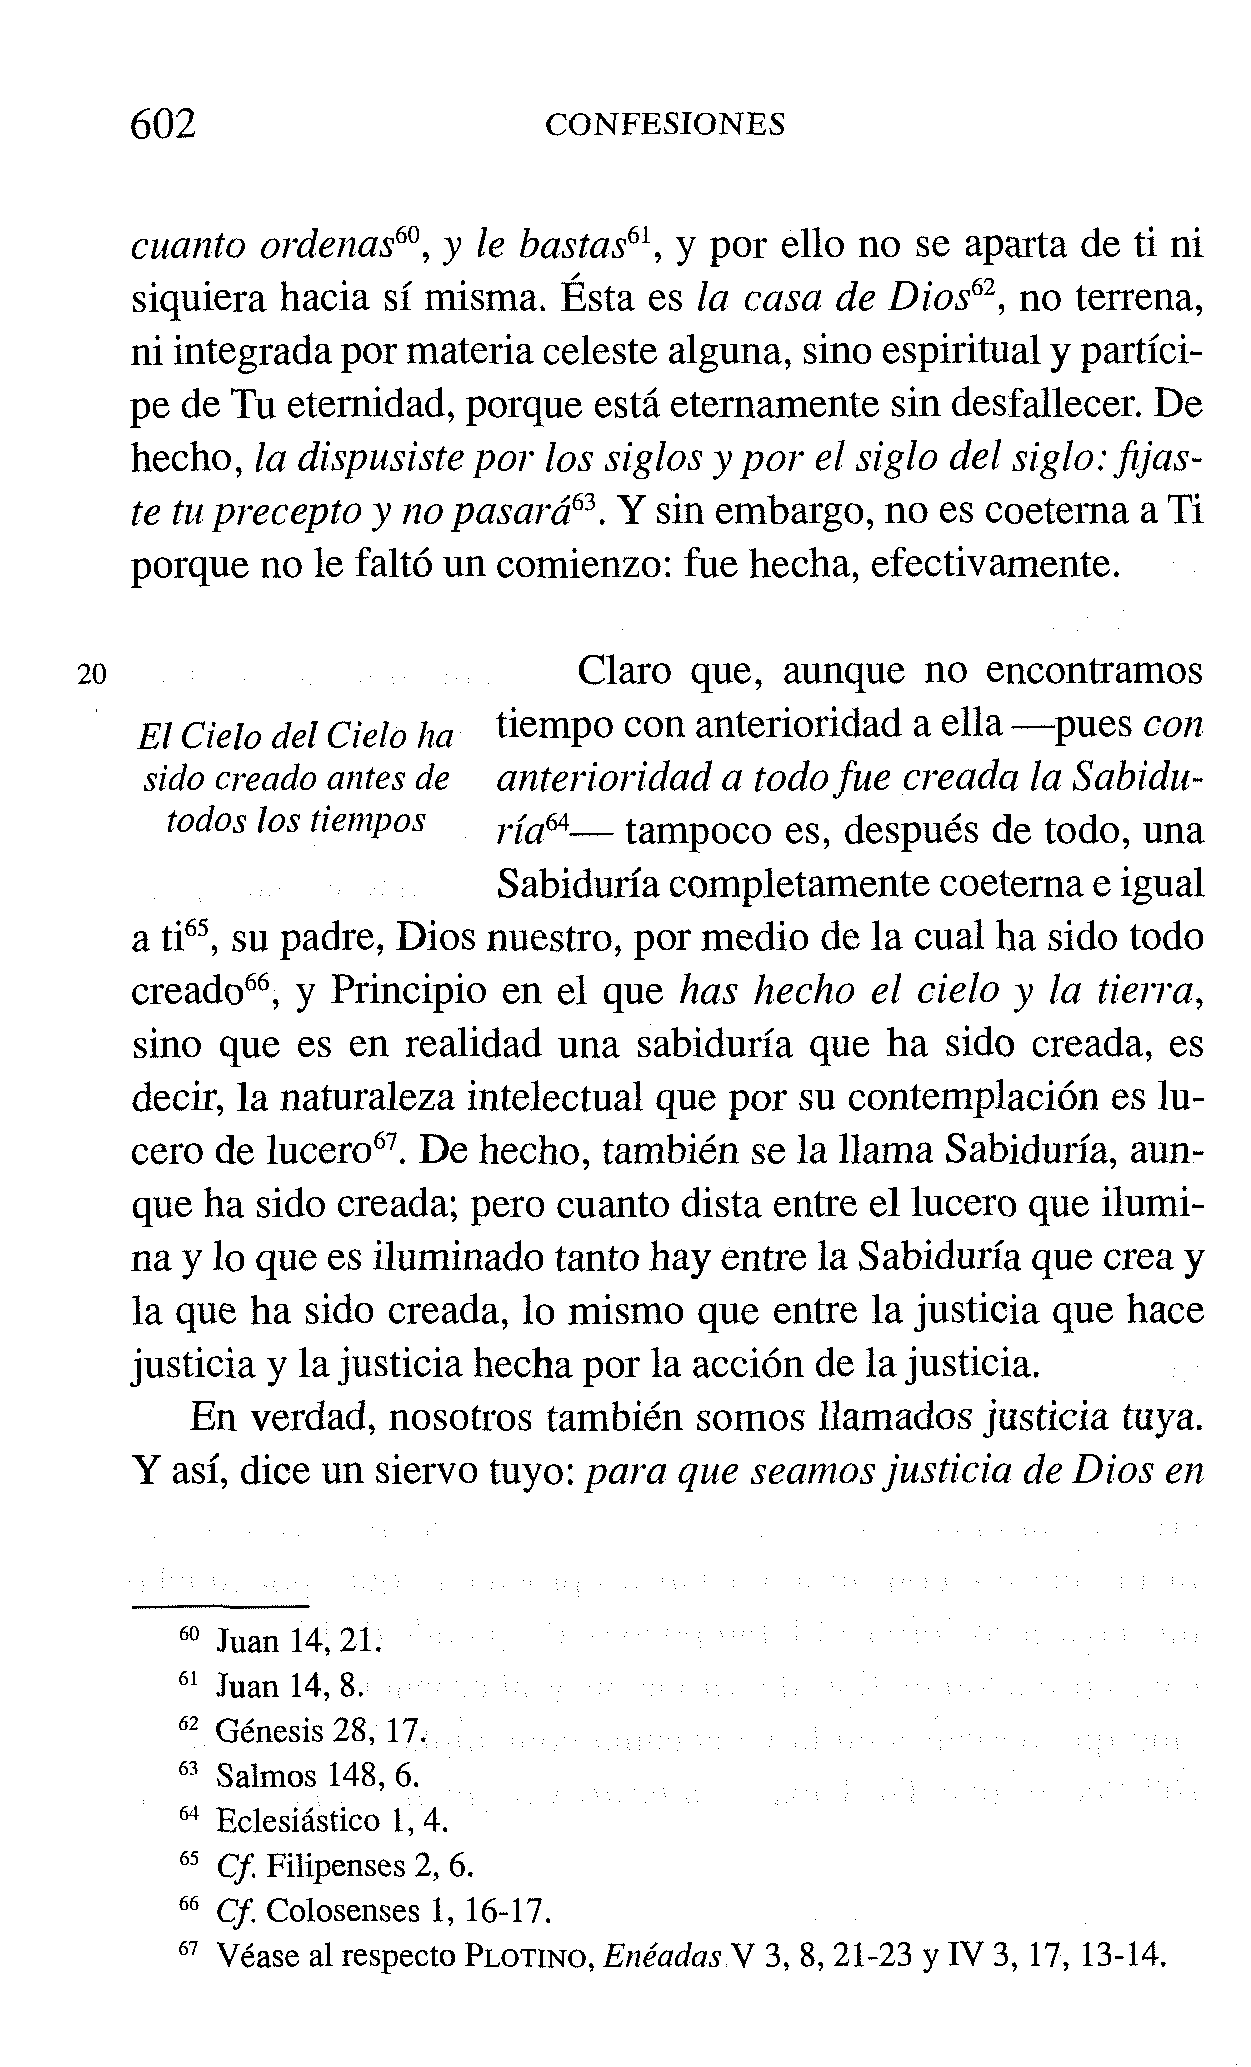 602 CONFESIONES
cuanto ordenas⁶⁰, y le bastas⁶¹, y por ello no se aparta de ti ni
siquiera hacia sí misma. Ésta es la casa de Dios⁶², no terrena,
ni integrada por materia celeste alguna, sino espiritual y partíci-
pe de Tu eternidad, porque está eternamente sin desfallecer. De
hecho, la dispusiste por los siglos y por el siglo del siglo: fijas-
te tu precepto y no pasará⁶³. Y sin embargo, no es coeterna a Ti
porque no le faltó un comienzo: fue hecha, efectivamente.
20
El Cielo del Cielo ha
sido creado antes de
todos los tiempos
Claro que, aunque no encontramos
tiempo con anterioridad a ella —pues con
anterioridad a todo fue creada la Sabidu-
ría⁶⁴— tampoco es, después de todo, una
Sabiduría completamente coeterna e igual
a ti⁶⁵, su padre, Dios nuestro, por medio de la cual ha sido todo
creado⁶⁶, y Principio en el que has hecho el cielo y la tierra,
sino que es en realidad una sabiduría que ha sido creada, es
decir, la naturaleza intelectual que por su contemplación es lu-
cero de lucero⁶⁷. De hecho, también se la llama Sabiduría, aun-
que ha sido creada; pero cuanto dista entre el lucero que ilumi-
na y lo que es iluminado tanto hay entre la Sabiduría que crea y
la que ha sido creada, lo mismo que entre la justicia que hace
justicia y la justicia hecha por la acción de la justicia.
En verdad, nosotros también somos llamados justicia tuya.
Y así, dice un siervo tuyo: para que seamos justicia de Dios en
⁶⁰ Juan 14, 21.
⁶¹ Juan 14, 8.
⁶² Génesis 28, 17.
⁶³ Salmos 148, 6.
⁶⁴ Eclesiástico 1, 4.
⁶⁵ Cf. Filipenses 2, 6.
⁶⁶ Cf. Colosenses 1, 16-17.
⁶⁷ Véase al respecto PLOTINO, Enéadas V 3, 8, 21-23 y IV 3, 17, 13-14.